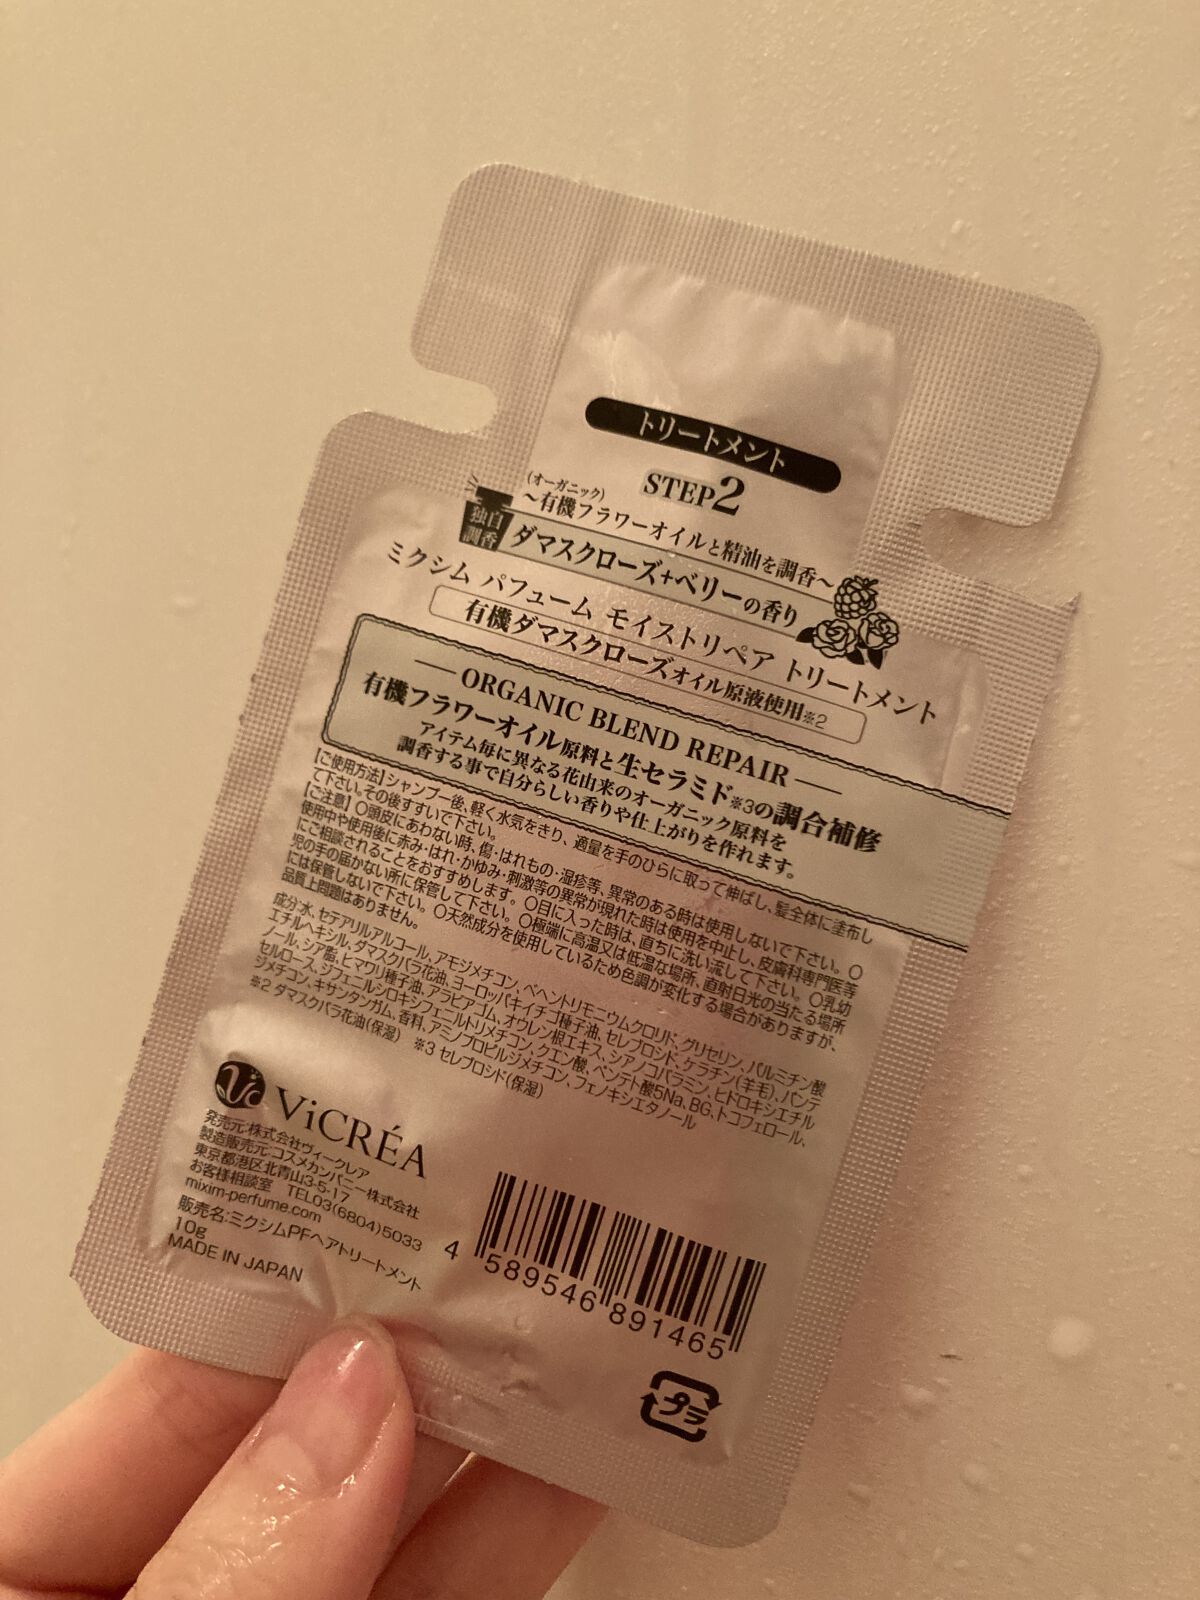 トリートメント
STEP2
(オーガニック)
～有機フラワーオイルと精油を調香～
独自
調香
ダマスクローズ+ベリーの香り
ミクシム パフューム モイストリペア トリートメント
有機ダマスクローズオイル原液使用※2
ORGANIC BLEND REPAIR
有機フラワーオイル原料と生セラミド※3の調合補修
アイテム毎に異なる花由来のオーガニック原料を
調香する事で自分らしい香りや仕上がりを作れます。
【ご使用方法】シャンプー後、軽く水気をきり、適量を手のひらに取って伸ばし、髪全体に塗布し
て下さい。その後すすいで下さい。
【ご注意】〇頭皮にあわない時、傷・はれもの・湿疹等、異常のある時は使用しないで下さい。〇
使用中や使用後に赤み・はれ・かゆみ・刺激等の異常が現れた時は使用を中止し、皮膚科専門医等
にご相談されることをおすすめします。〇目に入った時は、直ちに洗い流して下さい。〇乳幼
児の手の届かない所に保管して下さい。〇極端に高温又は低温な場所、直射日光の当たる場所
には保管しないで下さい。〇天然成分を使用しているため色調が変化する場合がありますが、
品質上問題はありません。
成分:水、セテアリルアルコール、アモジメチコン、ベヘントリモニウムクロリド、グリセリン、パルミチン酸
エチルヘキシル、ダマスクバラ花油、ヨーロッパキイチゴ種子油、セレブロシド、ケラチン(羊毛)、パンテ
ノール、シア脂、ヒマワリ種子油、アラビアゴム、オウレン根エキス、シアノコバラミン、ヒドロキシエチル
セルロース、ジフェニルシロキシフェニルトリメチコン、クエン酸、ペンテト酸5Na、BG、トコフェロール、
ジメチコン、キサンタンガム、香料、アミノプロピルジメチコン、フェノキシエタノール
※2 ダマスクバラ花油(保湿) ※3 セレブロシド(保湿)
Vc ViCRÉA
発売元:株式会社ヴィークレア
製造販売元:コスメカンパニー株式会社
東京都港区北青山3-5-17
お客様相談室 TEL03(6804)5033
mixim-perfume.com
販売名:ミクシムPFヘアトリートメント
10g
MADE IN JAPAN
4 589546 891465
プラ